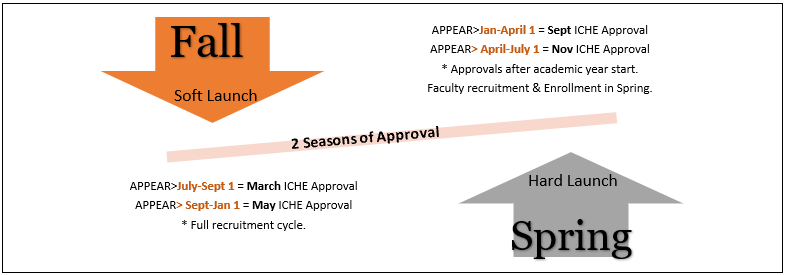 Fall
Soft Launch
APPEAR>Jan-April 1 = Sept ICHE Approval
APPEAR> April-July 1 = Nov ICHE Approval
* Approvals after academic year start.
Faculty recruitment & Enrollment in Spring.
2 Seasons of Approval
APPEAR>July-Sept 1 = March ICHE Approval
APPEAR> Sept-Jan 1 = May ICHE Approval
* Full recruitment cycle.
Hard Launch
Spring